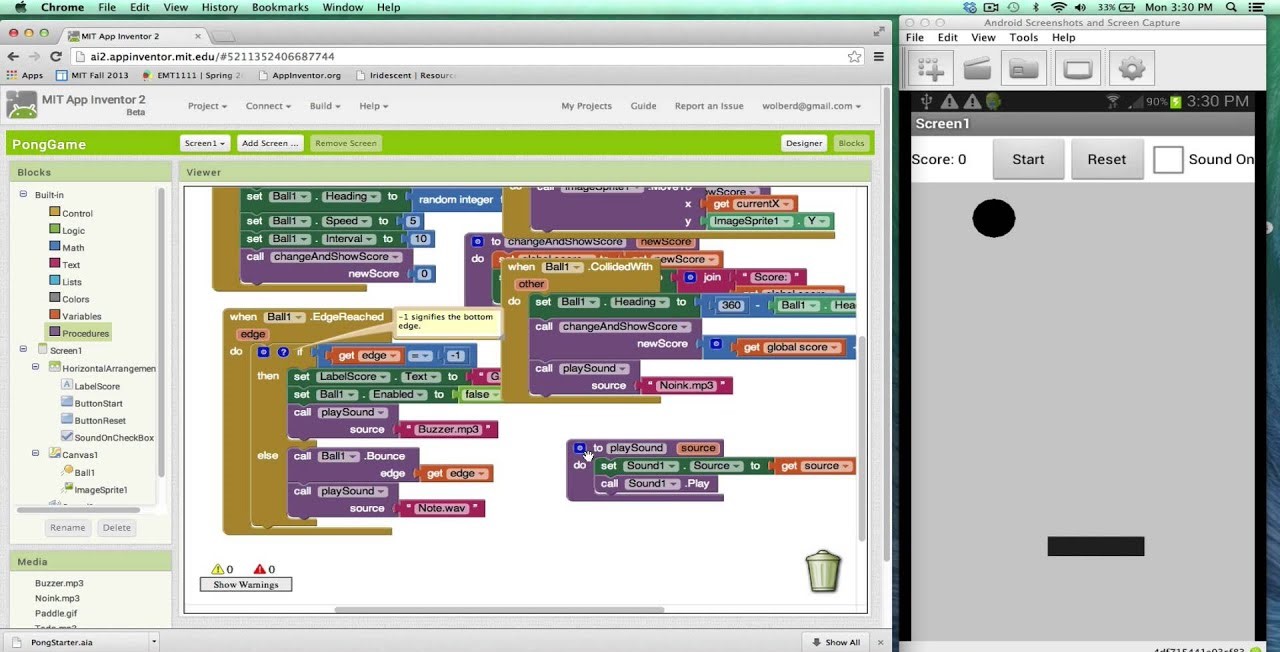 Chrome File Edit View History Bookmarks Window Help
33% Mon 3:30 PM
MIT App Inventor 2
ai2.appinventor.mit.edu/#5211352406687744
Apps MIT Fall 2013 EMT1111 | Spring 2 AppInventor.org Iridescent | Resour
MIT App Inventor 2
Beta
Project Connect Build Help
My Projects Guide Report an Issue wolberd@gmail.com
PongGame
Screen1 Add Screen ... Remove Screen
Designer Blocks
Blocks
Built-in
Control
Logic
Math
Text
Lists
Colors
Variables
Procedures
Screen1
HorizontalArrangemen
LabelScore
ButtonStart
ButtonReset
SoundOnCheckBox
Canvas1
Ball1
ImageSprite1
Rename Delete
Media
Buzzer.mp3
Noink.mp3
Paddle.gif
Viewer
set Ball1 . Heading to random integer
set Ball1 . Speed to 5
set Ball1 . Interval to 10
call changeAndShowScore
newScore 0
do call ImageSprite1 .MoveTo
x get currentX
y ImageSprite1 . Y
to changeAndShowScore newScore
do
join " Score: "
when Ball1 .CollidedWith
other
do set Ball1 . Heading to 360 - Ball1 . Hea
call changeAndShowScore
newScore get global score
call playSound
source " Noink.mp3 "
when Ball1 .EdgeReached
edge
-1 signifies the bottom
edge.
do if get edge = -1
then set LabelScore . Text to " G
set Ball1 . Enabled to false
call playSound
source " Buzzer.mp3 "
else call Ball1 .Bounce
edge get edge
call playSound
source " Note.wav "
to playSound source
do set Sound1 . Source to get source
call Sound1 .Play
0 0
Show Warnings
PongStarter.aia
Show All
Android Screenshots and Screen Capture
File Edit View Tools Help
90% 3:30 PM
Screen1
Score: 0 Start Reset Sound On